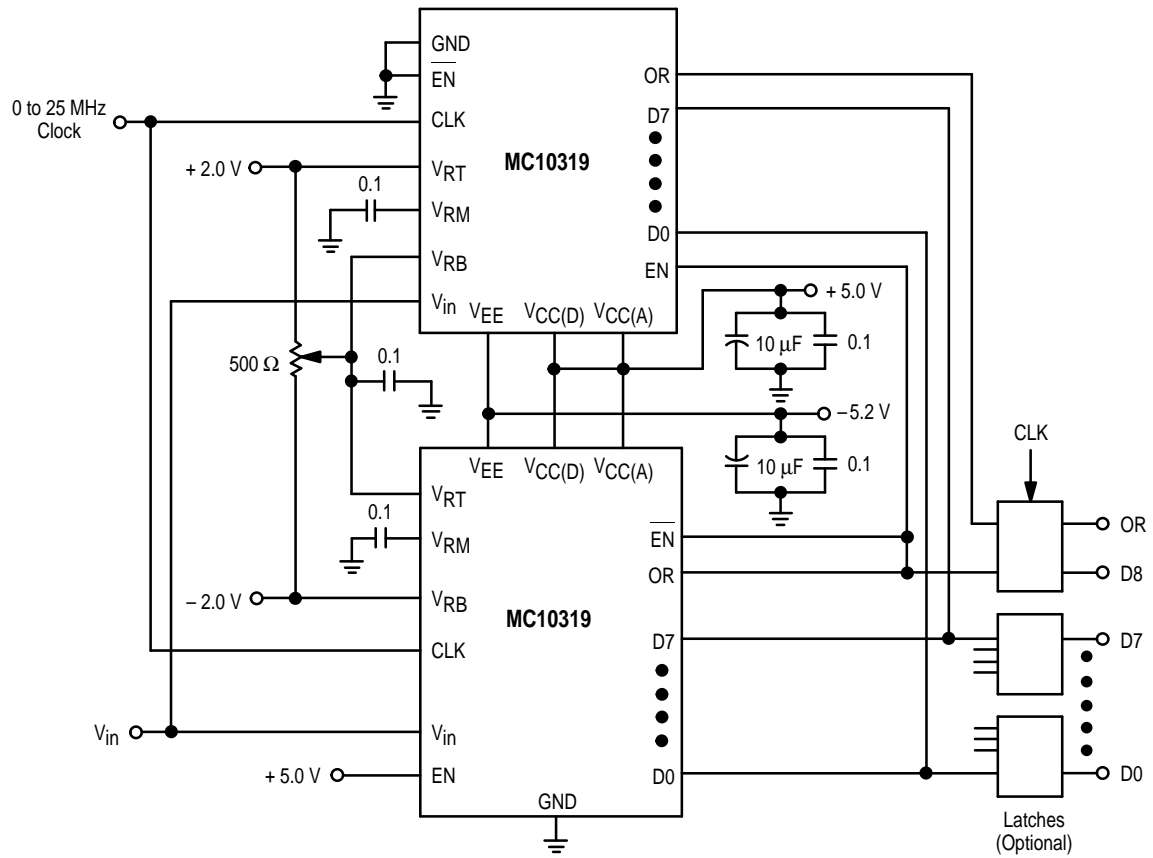 GND
EN
CLK
VRT
VRM
VRB
Vin
VEE
VCC(D)
VCC(A)
MC10319
OR
D7
D0
EN
0 to 25 MHz
Clock
+ 2.0 V
0.1
500 Ω
0.1
+ 5.0 V
10 µF
0.1
– 5.2 V
10 µF
0.1
VEE
VCC(D)
VCC(A)
VRT
0.1
VRM
– 2.0 V
VRB
MC10319
CLK
Vin
Vin
+ 5.0 V
EN
GND
EN
OR
D7
D0
CLK
OR
D8
D7
D0
Latches
(Optional)